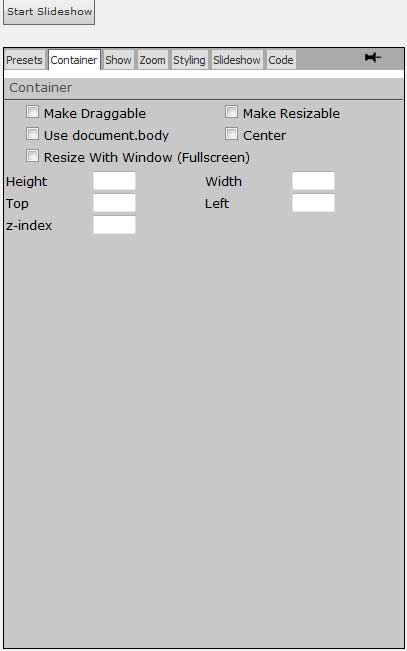 Start Slideshow
Presets Container Show Zoom Styling Slideshow Code
Container
Make Draggable Make Resizable
Use document.body Center
Resize With Window (Fullscreen)
Height Width
Top Left
z-index